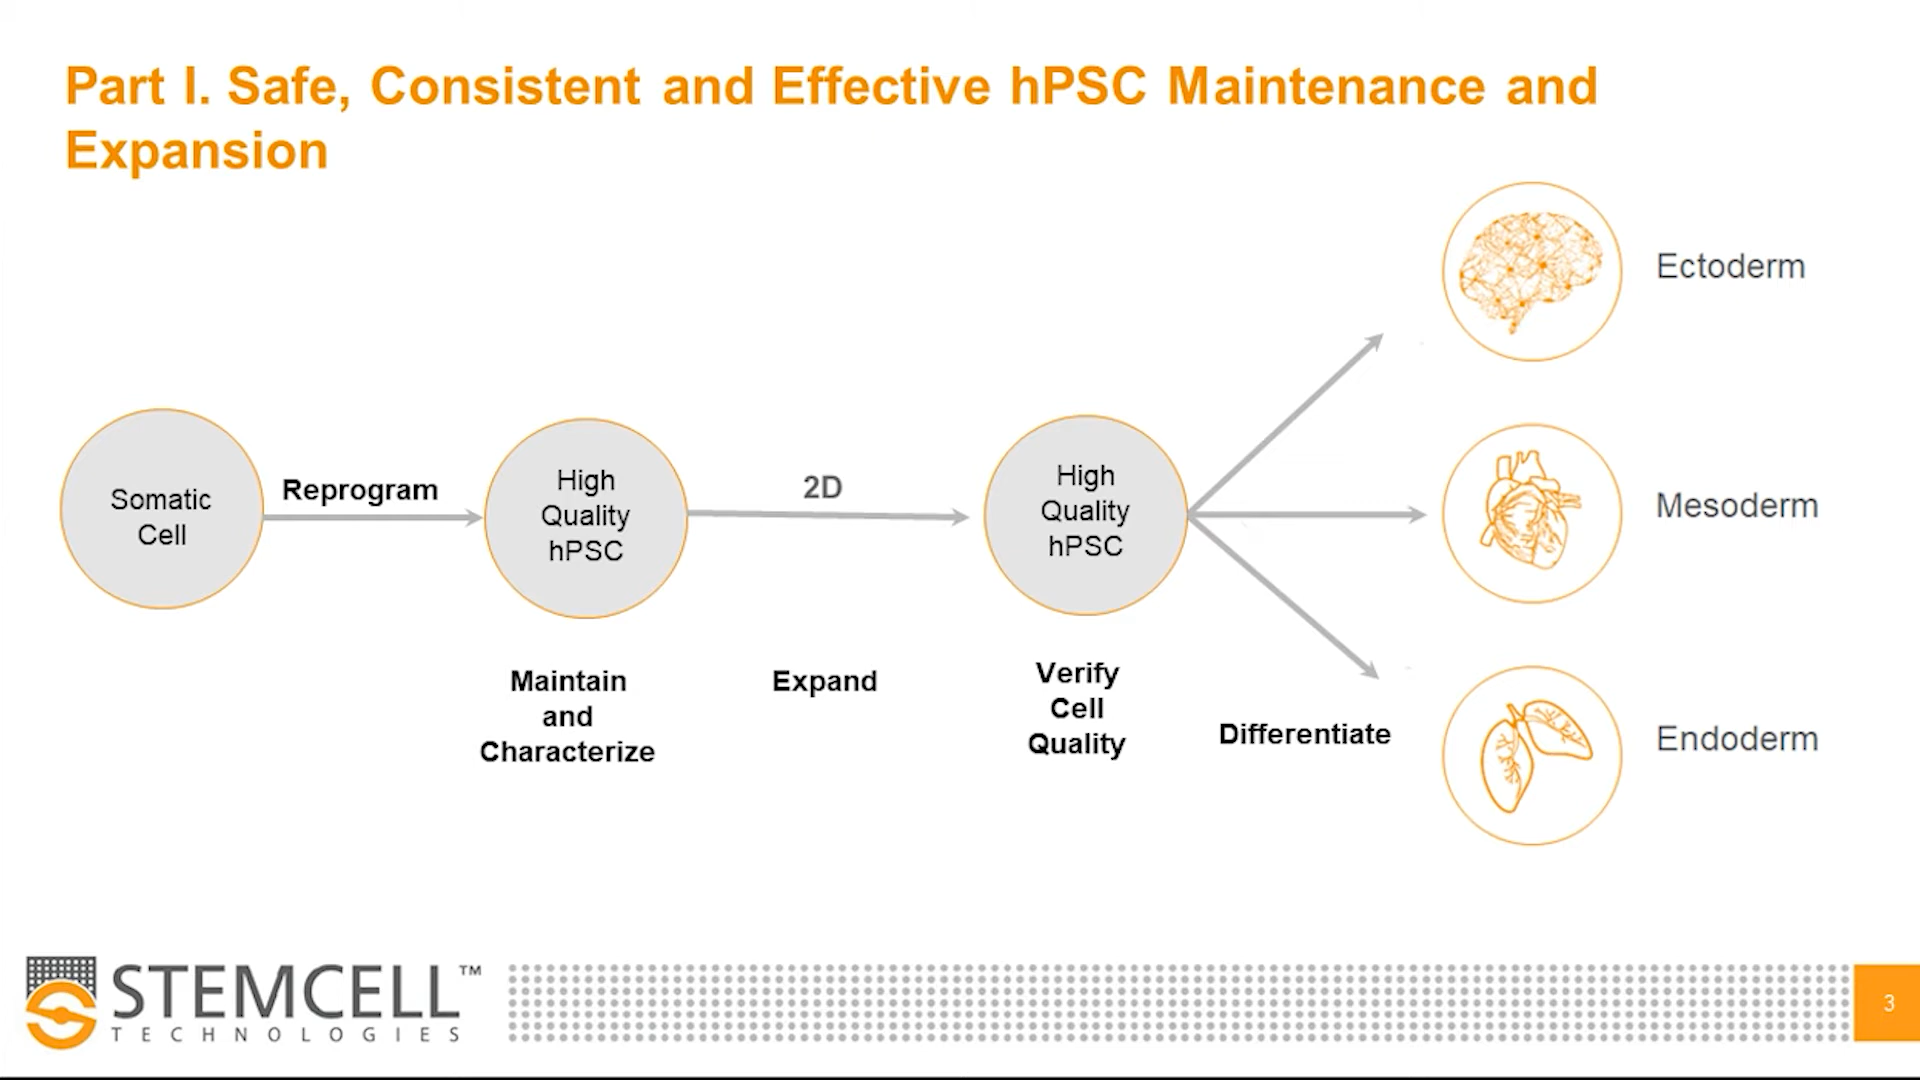 Part I. Safe, Consistent and Effective hPSC Maintenance and
Expansion
Somatic
Cell
Reprogram
High
Quality
hPSC
2D
High
Quality
hPSC
Ectoderm
Mesoderm
Endoderm
Maintain
and
Characterize
Expand
Verify
Cell
Quality
Differentiate
STEMCELL™
TECHNOLOGIES
3